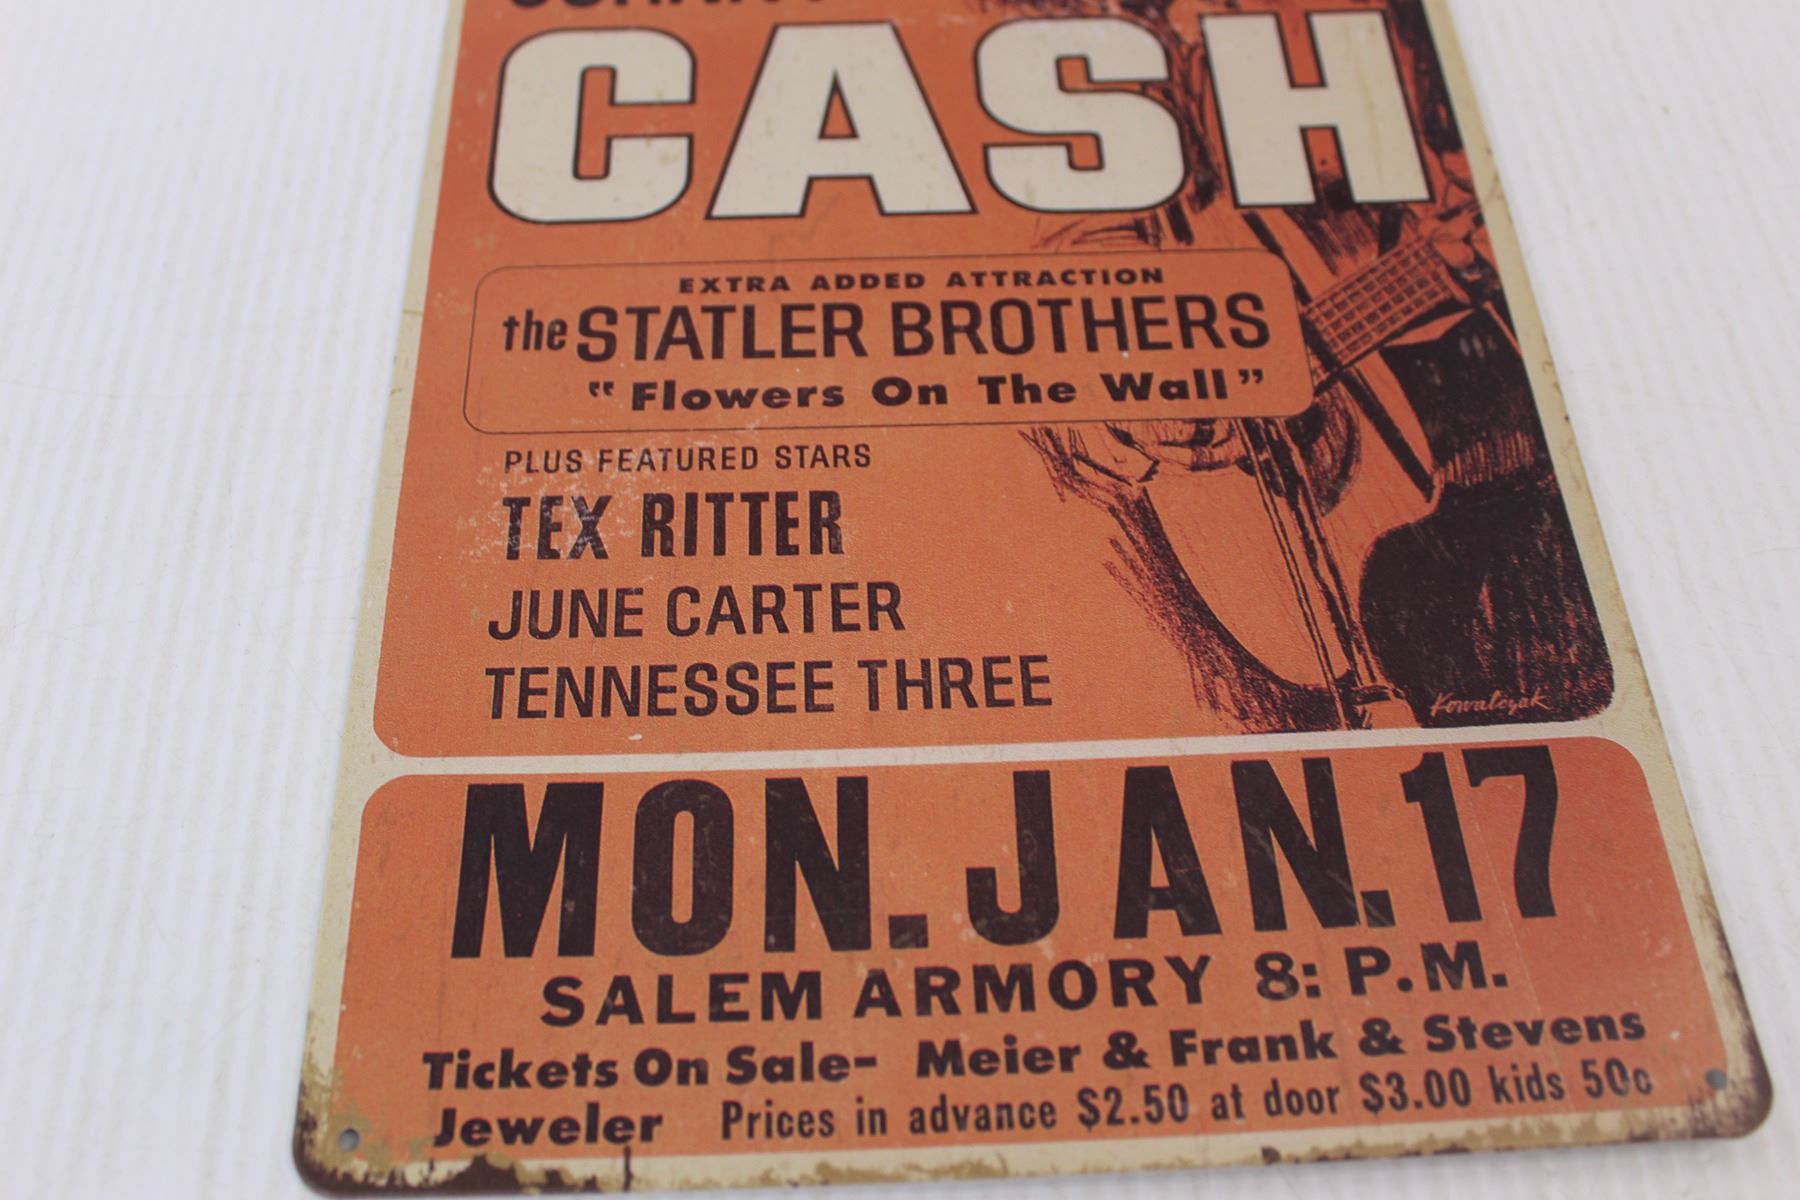 CASH
EXTRA ADDED ATTRACTION
the STATLER BROTHERS
"Flowers On The Wall"
PLUS FEATURED STARS
TEX RITTER
JUNE CARTER
TENNESSEE THREE
Kowalczak
MON. JAN. 17
SALEM ARMORY 8: P.M.
Tickets On Sale- Meier & Frank & Stevens
Jeweler Prices in advance $2.50 at door $3.00 kids 50c